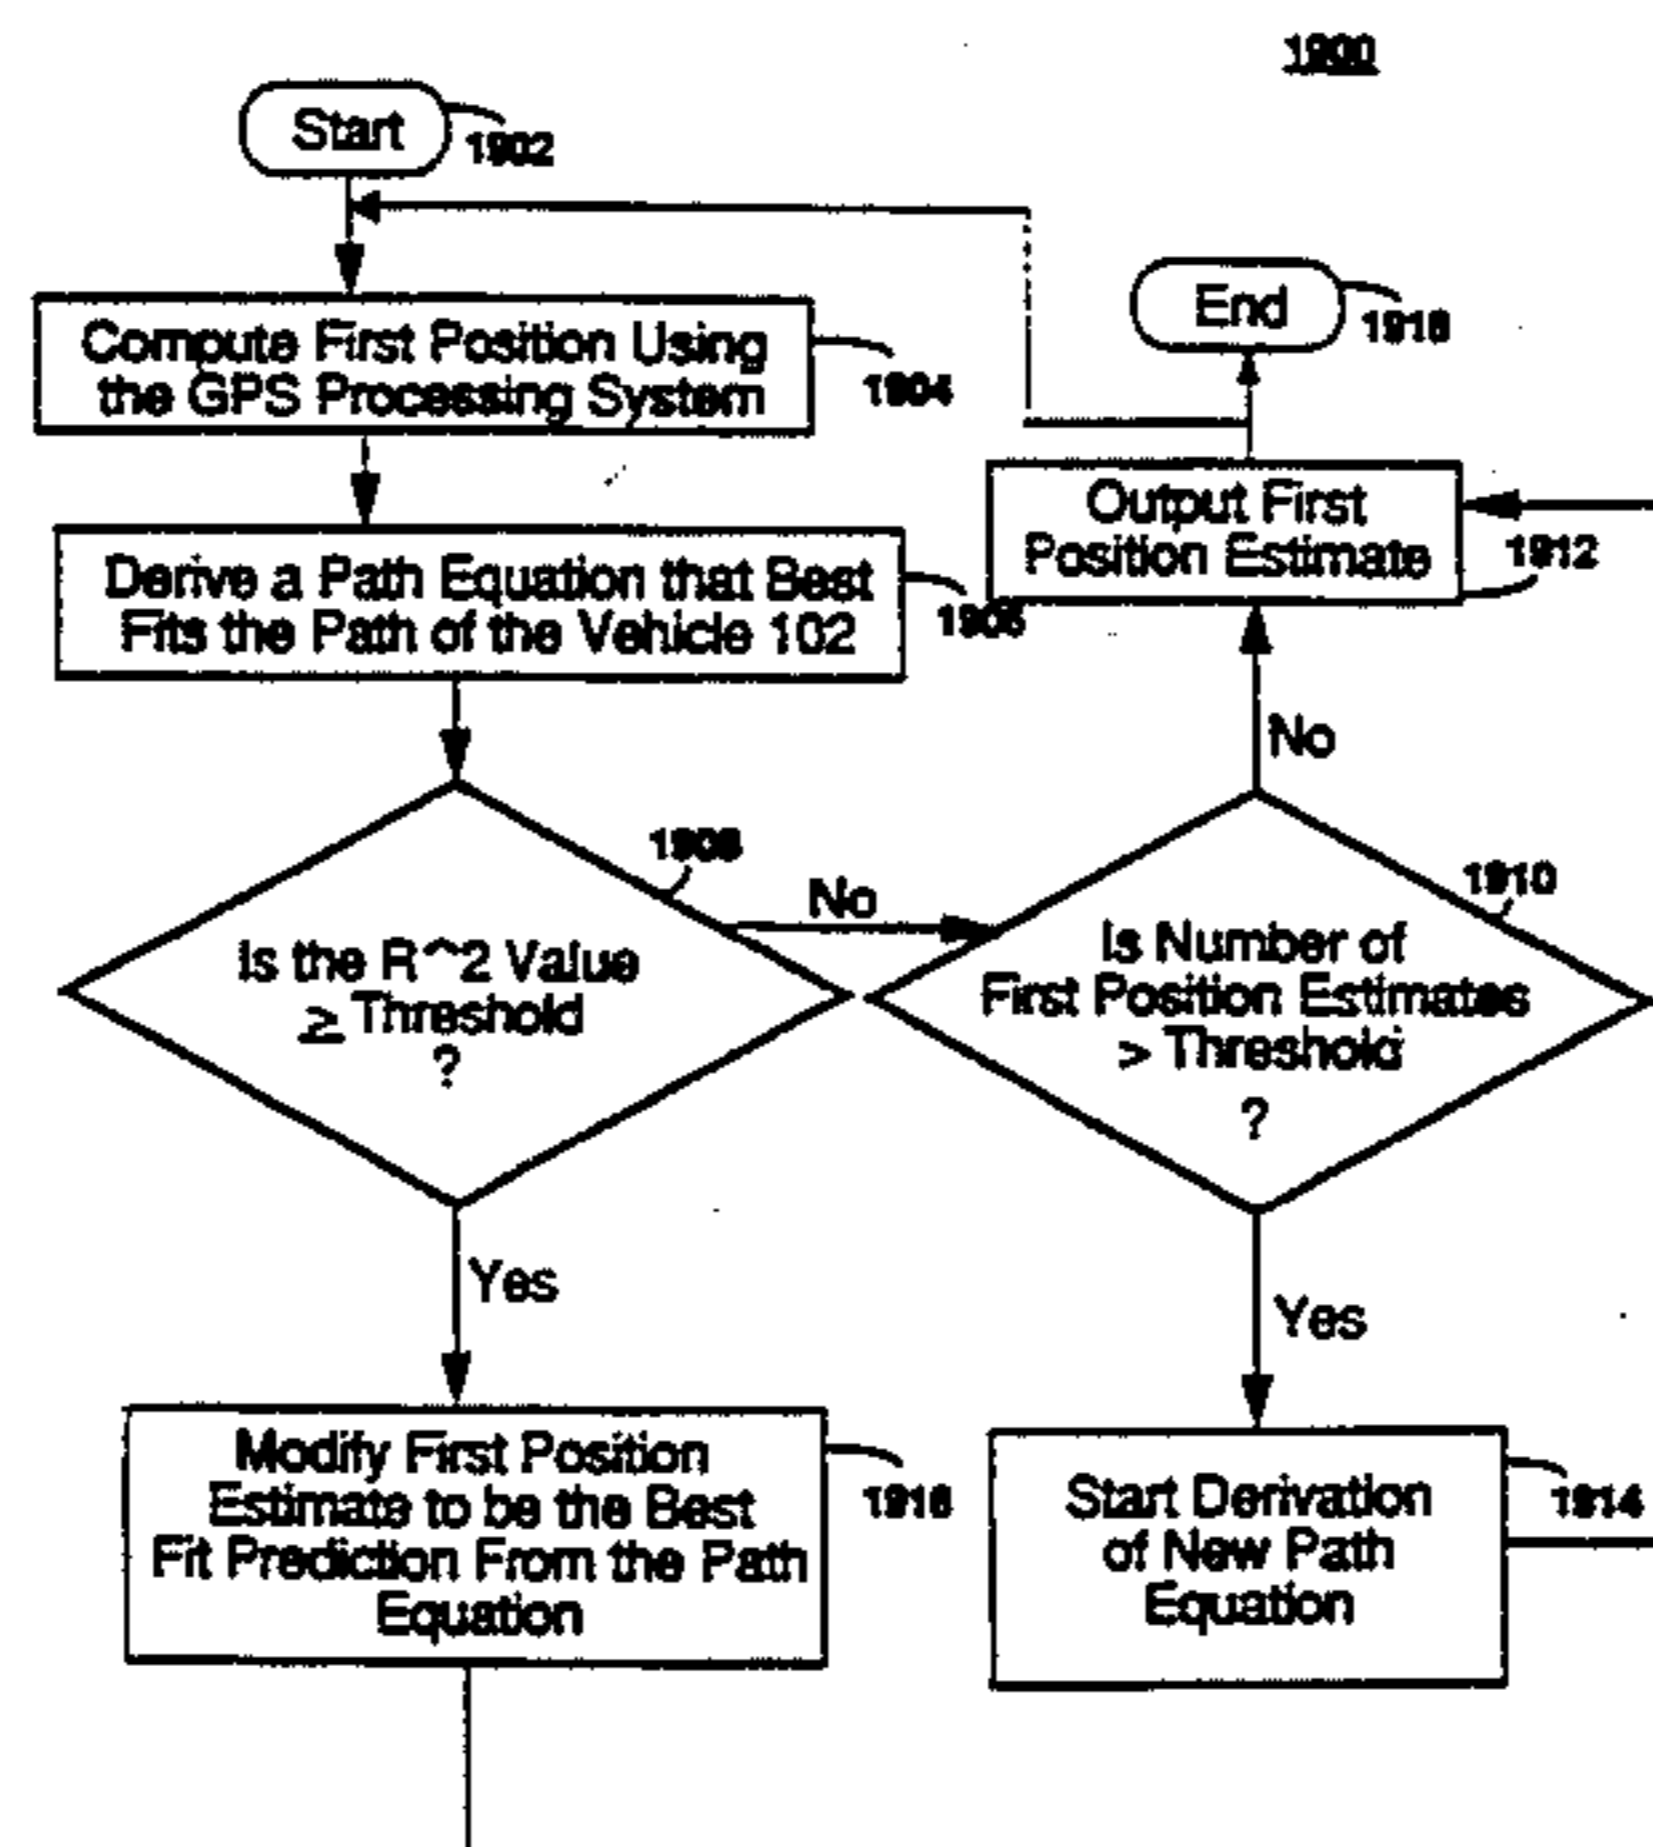 1900
Start
1902
Compute First Position Using
the GPS Processing System
1904
End
1918
Output First
Position Estimate
1912
Derive a Path Equation that Best
Fits the Path of the Vehicle 102
1906
No
1908
Is the R^2 Value
≥ Threshold
?
No
1910
Is Number of
First Position Estimates
> Threshold
?
Yes
Yes
Modify First Position
Estimate to be the Best
Fit Prediction From the Path
Equation
1916
Start Derivation
of New Path
Equation
1914